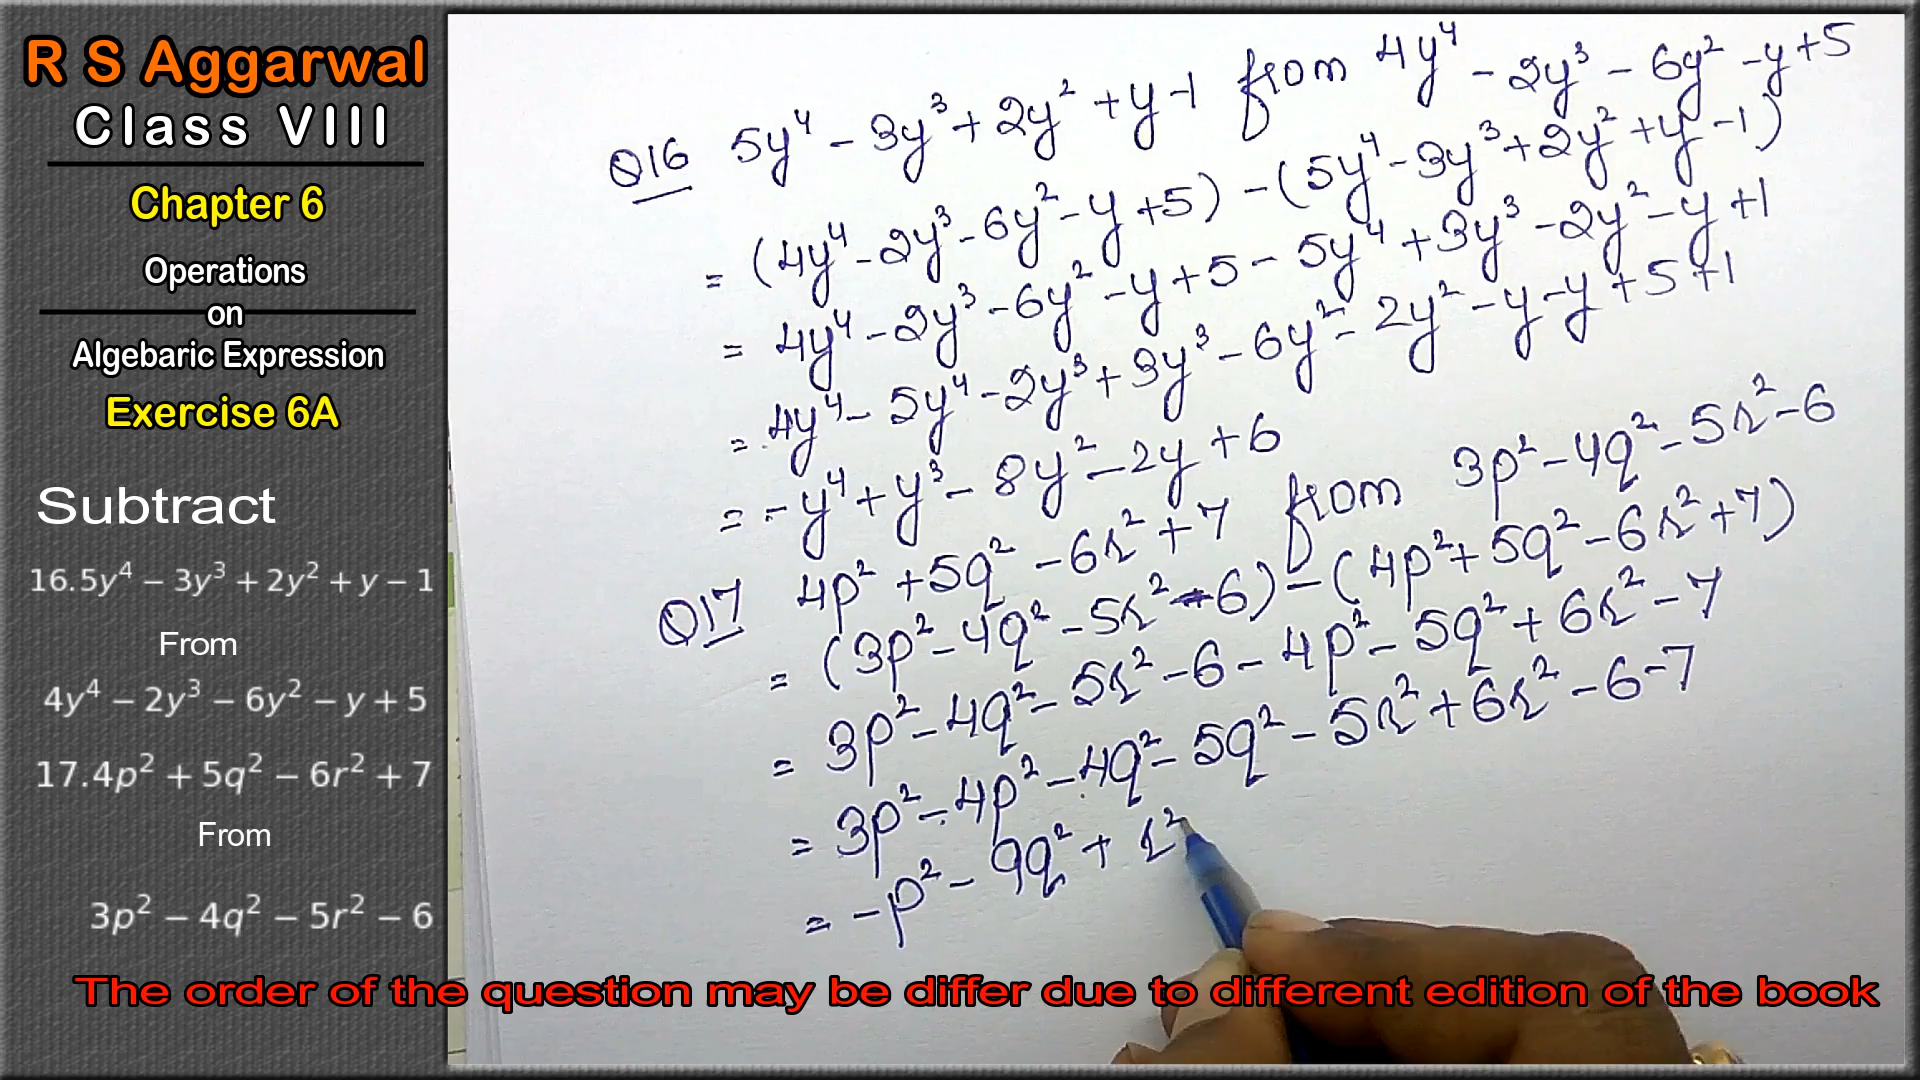 R S Aggarwal
Class VIII
Chapter 6
Operations
on
Algebaric Expression
Exercise 6A
Subtract
16.5y⁴ − 3y³ + 2y² + y − 1
From
4y⁴ − 2y³ − 6y² − y + 5
17.4p² + 5q² − 6r² + 7
From
3p² − 4q² − 5r² − 6
Q16 5y⁴ - 3y³ + 2y² + y - 1 from 4y⁴ - 2y³ - 6y² - y + 5
= (4y⁴ - 2y³ - 6y² - y + 5) - (5y⁴ - 3y³ + 2y² + y - 1)
= 4y⁴ - 2y³ - 6y² - y + 5 - 5y⁴ + 3y³ - 2y² - y + 1
= 4y⁴ - 5y⁴ - 2y³ + 3y³ - 6y² - 2y² - y - y + 5 + 1
= -y⁴ + y³ - 8y² - 2y + 6
Q17 4p² + 5q² - 6r² + 7 from 3p² - 4q² - 5r² - 6
= (3p² - 4q² - 5r² - 6) - (4p² + 5q² - 6r² + 7)
= 3p² - 4q² - 5r² - 6 - 4p² - 5q² + 6r² - 7
= 3p² - 4p² - 4q² - 5q² - 5r² + 6r² - 6 - 7
= -p² - 9q² + r²
The order of the question may be differ due to different edition of the book